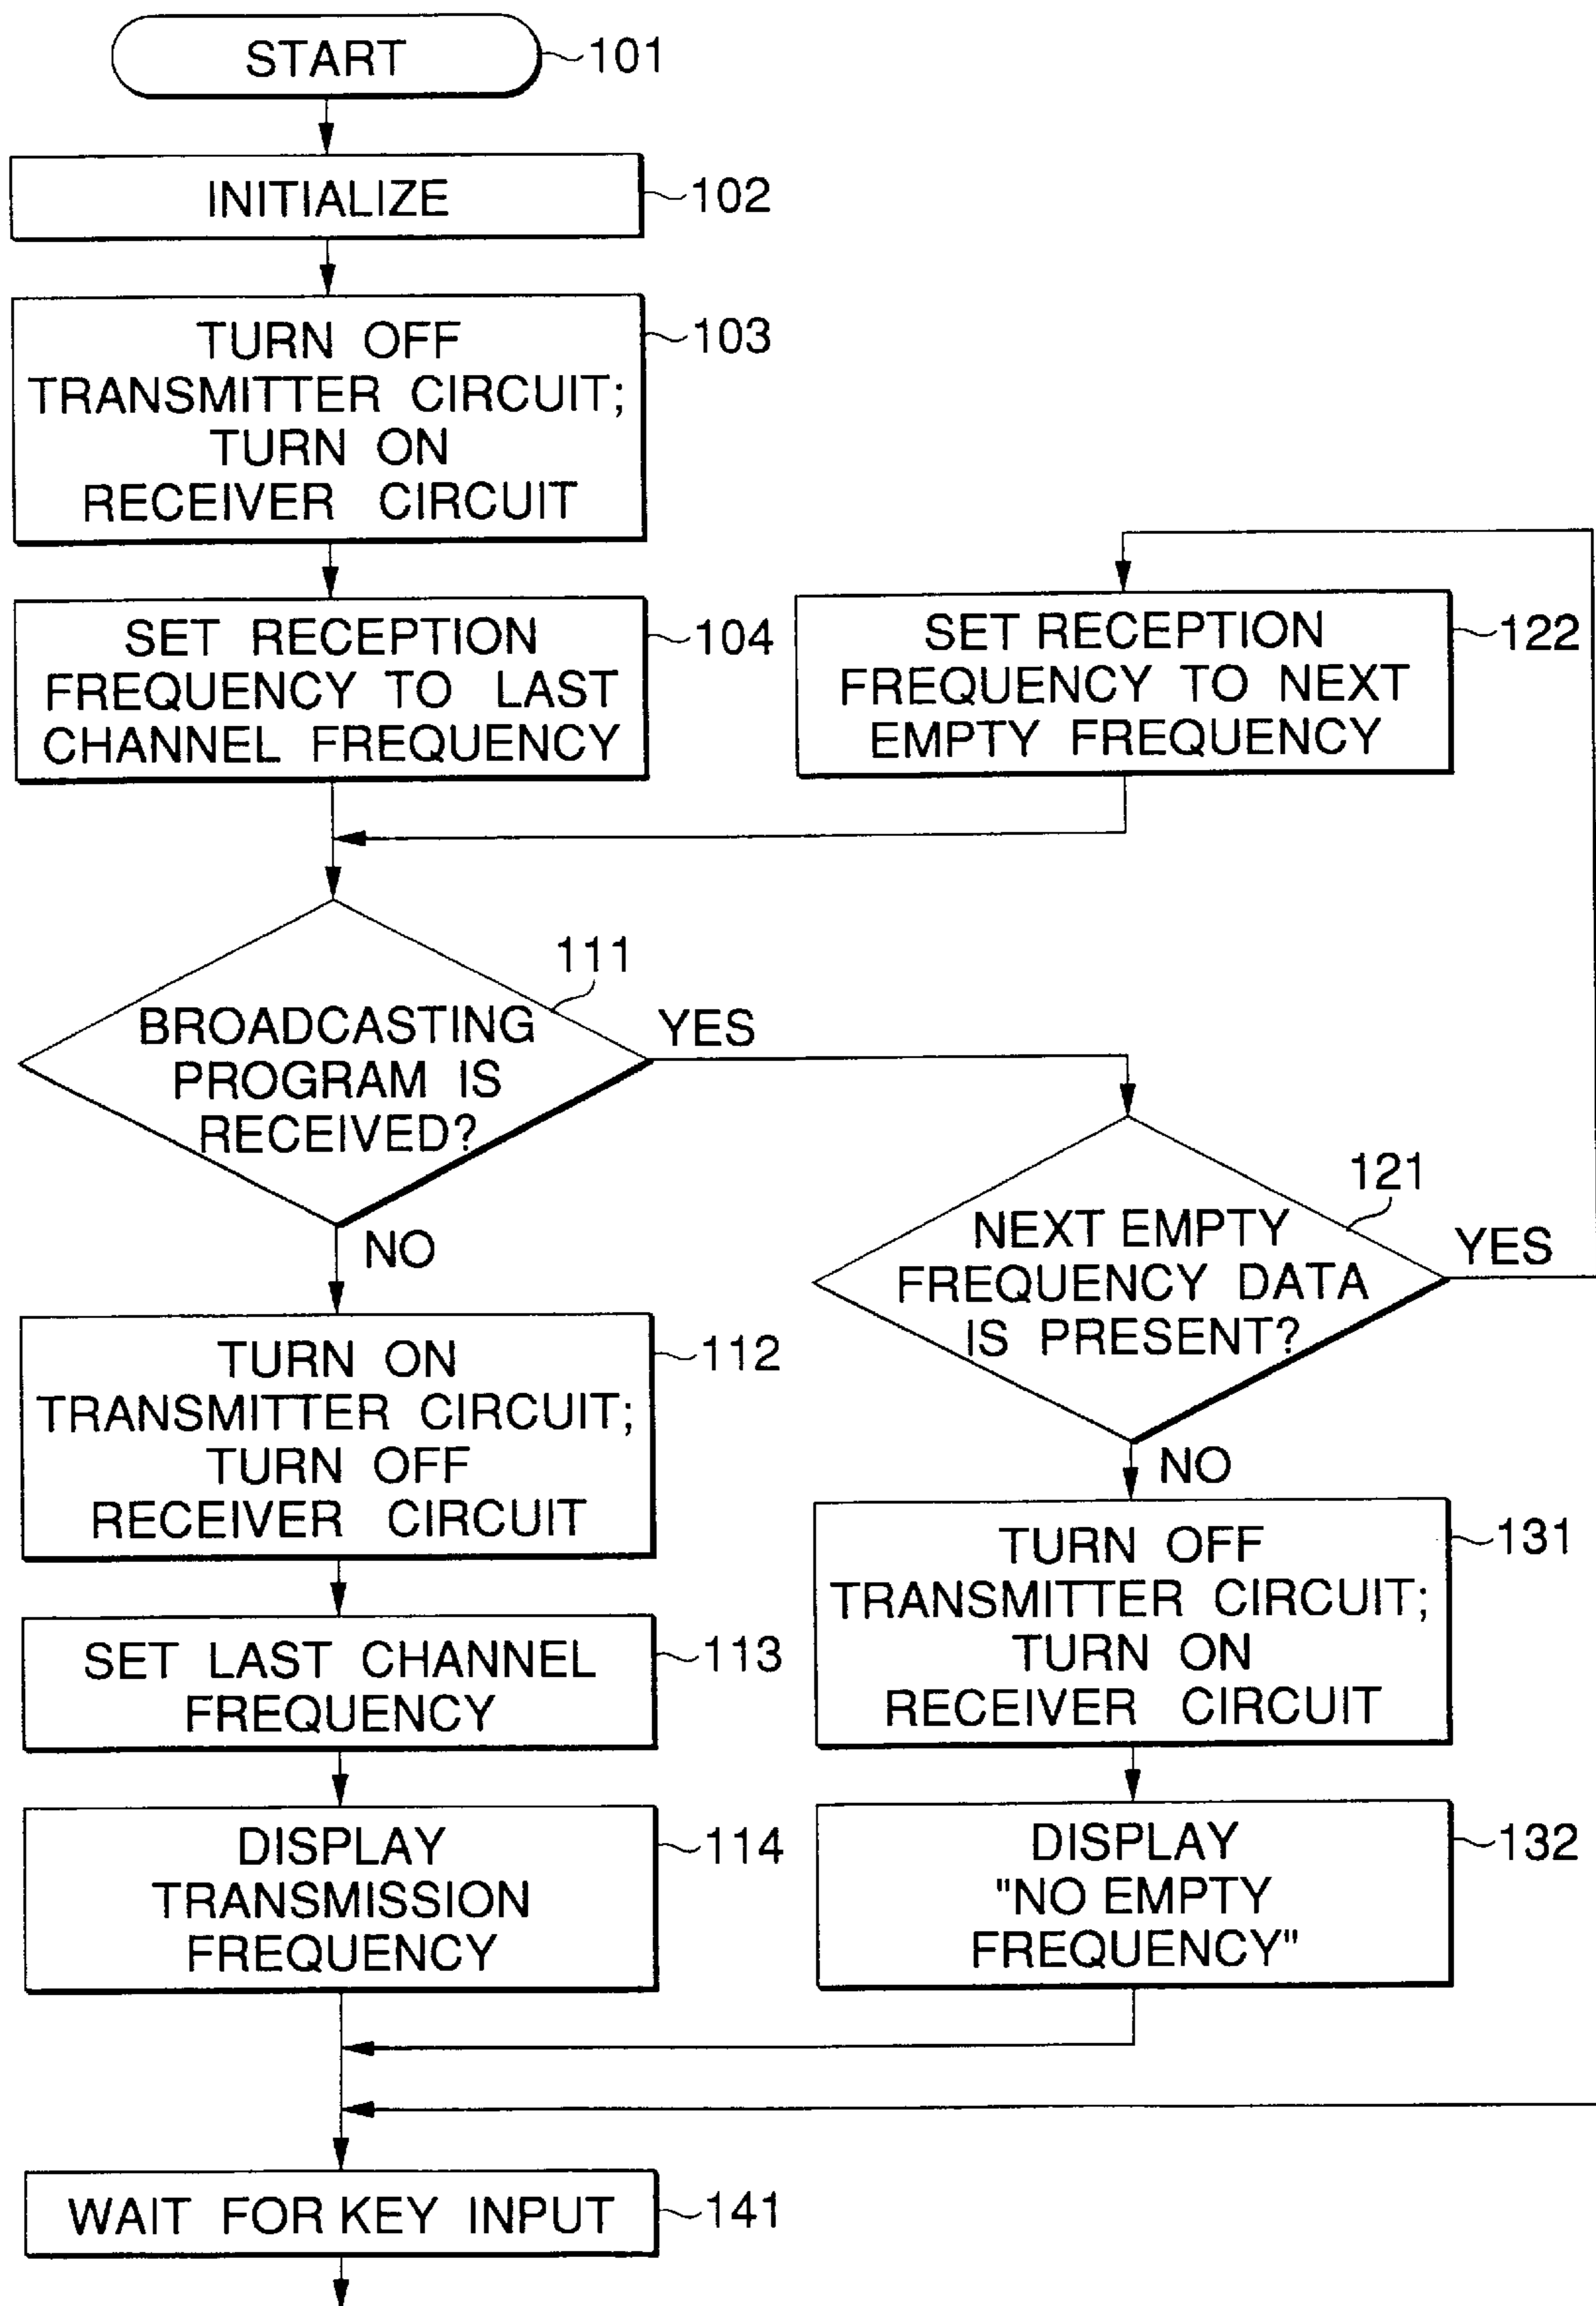 START
101
INITIALIZE
102
TURN OFF
TRANSMITTER CIRCUIT;
TURN ON
RECEIVER CIRCUIT
103
SET RECEPTION
FREQUENCY TO LAST
CHANNEL FREQUENCY
104
SET RECEPTION
FREQUENCY TO NEXT
EMPTY FREQUENCY
122
BROADCASTING
PROGRAM IS
RECEIVED?
111
YES
NO
NEXT EMPTY
FREQUENCY DATA
IS PRESENT?
121
YES
NO
TURN ON
TRANSMITTER CIRCUIT;
TURN OFF
RECEIVER CIRCUIT
112
TURN OFF
TRANSMITTER CIRCUIT;
TURN ON
RECEIVER CIRCUIT
131
SET LAST CHANNEL
FREQUENCY
113
DISPLAY
TRANSMISSION
FREQUENCY
114
DISPLAY
"NO EMPTY
FREQUENCY"
132
WAIT FOR KEY INPUT
141